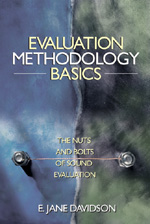 EVALUATION
METHODOLOGY
BASICS
THE NUTS
AND BOLTS
OF SOUND
EVALUATION
E. JANE DAVIDSON